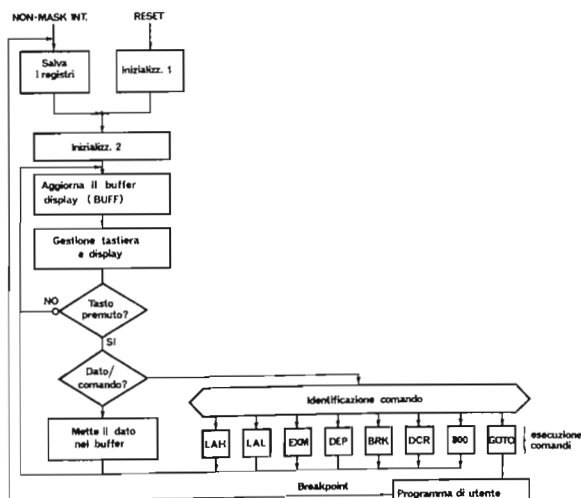 NON-MASK INT.
RESET
Salva
I registri
Inizializz. 1
Inizializz. 2
Aggiorna il buffer
display (BUFF)
Gestione tastiera
e display
NO
Tasto
premuto?
SI
Dato/
comando?
Identificazione comando
Mette il dato
nel buffer
LAH
LAL
EXM
DEP
BRK
DCR
300
GOTO
esecuzione
comandi
Breakpoint
Programma di utente